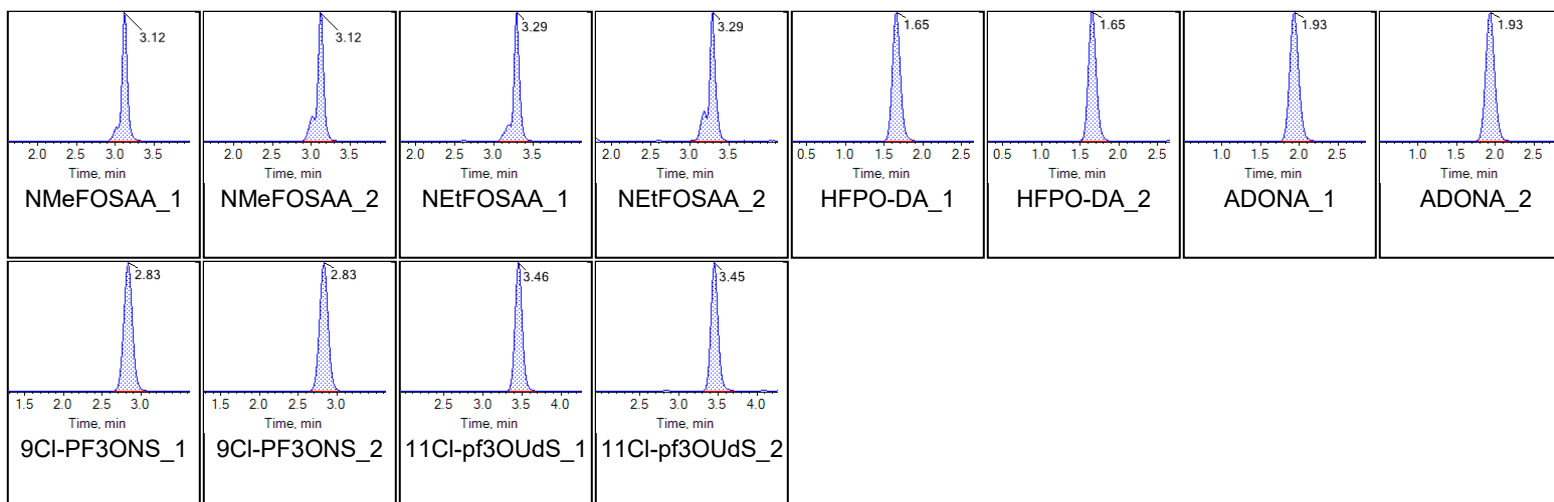 3.12
2.0 2.5 3.0 3.5
Time, min
NMeFOSAA_1
3.12
2.0 2.5 3.0 3.5
Time, min
NMeFOSAA_2
3.29
2.0 2.5 3.0 3.5
Time, min
NEtFOSAA_1
3.29
2.0 2.5 3.0 3.5
Time, min
NEtFOSAA_2
1.65
0.5 1.0 1.5 2.0 2.5
Time, min
HFPO-DA_1
1.65
0.5 1.0 1.5 2.0 2.5
Time, min
HFPO-DA_2
1.93
1.0 1.5 2.0 2.5
Time, min
ADONA_1
1.93
1.0 1.5 2.0 2.5
Time, min
ADONA_2
2.83
1.5 2.0 2.5 3.0
Time, min
9Cl-PF3ONS_1
2.83
1.5 2.0 2.5 3.0
Time, min
9Cl-PF3ONS_2
3.46
2.5 3.0 3.5 4.0
Time, min
11Cl-pf3OUdS_1
3.45
2.5 3.0 3.5 4.0
Time, min
11Cl-pf3OUdS_2